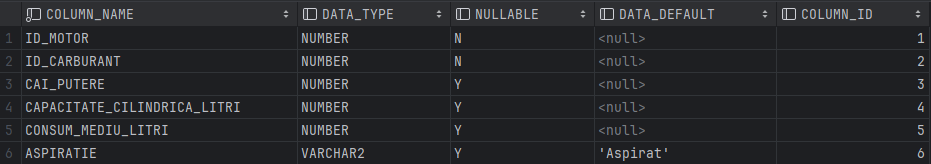 COLUMN_NAME DATA_TYPE NULLABLE DATA_DEFAULT COLUMN_ID
1 ID_MOTOR NUMBER N <null> 1
2 ID_CARBURANT NUMBER N <null> 2
3 CAI_PUTERE NUMBER Y <null> 3
4 CAPACITATE_CILINDRICA_LITRI NUMBER Y <null> 4
5 CONSUM_MEDIU_LITRI NUMBER Y <null> 5
6 ASPIRATIE VARCHAR2 Y 'Aspirat' 6